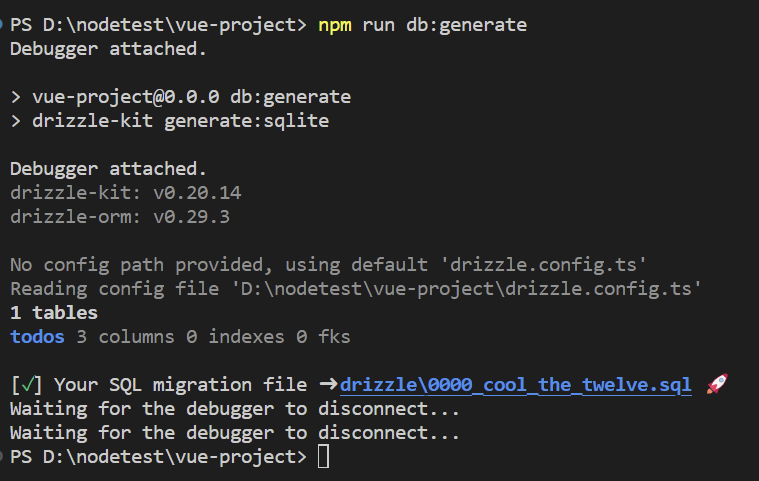 PS D:\nodetest\vue-project> npm run db:generate
Debugger attached.
> vue-project@0.0.0 db:generate
> drizzle-kit generate:sqlite
Debugger attached.
drizzle-kit: v0.20.14
drizzle-orm: v0.29.3
No config path provided, using default 'drizzle.config.ts'
Reading config file 'D:\nodetest\vue-project\drizzle.config.ts'
1 tables
todos 3 columns 0 indexes 0 fks
[✓] Your SQL migration file ➜ drizzle\0000_cool_the_twelve.sql 🚀
Waiting for the debugger to disconnect...
Waiting for the debugger to disconnect...
PS D:\nodetest\vue-project>